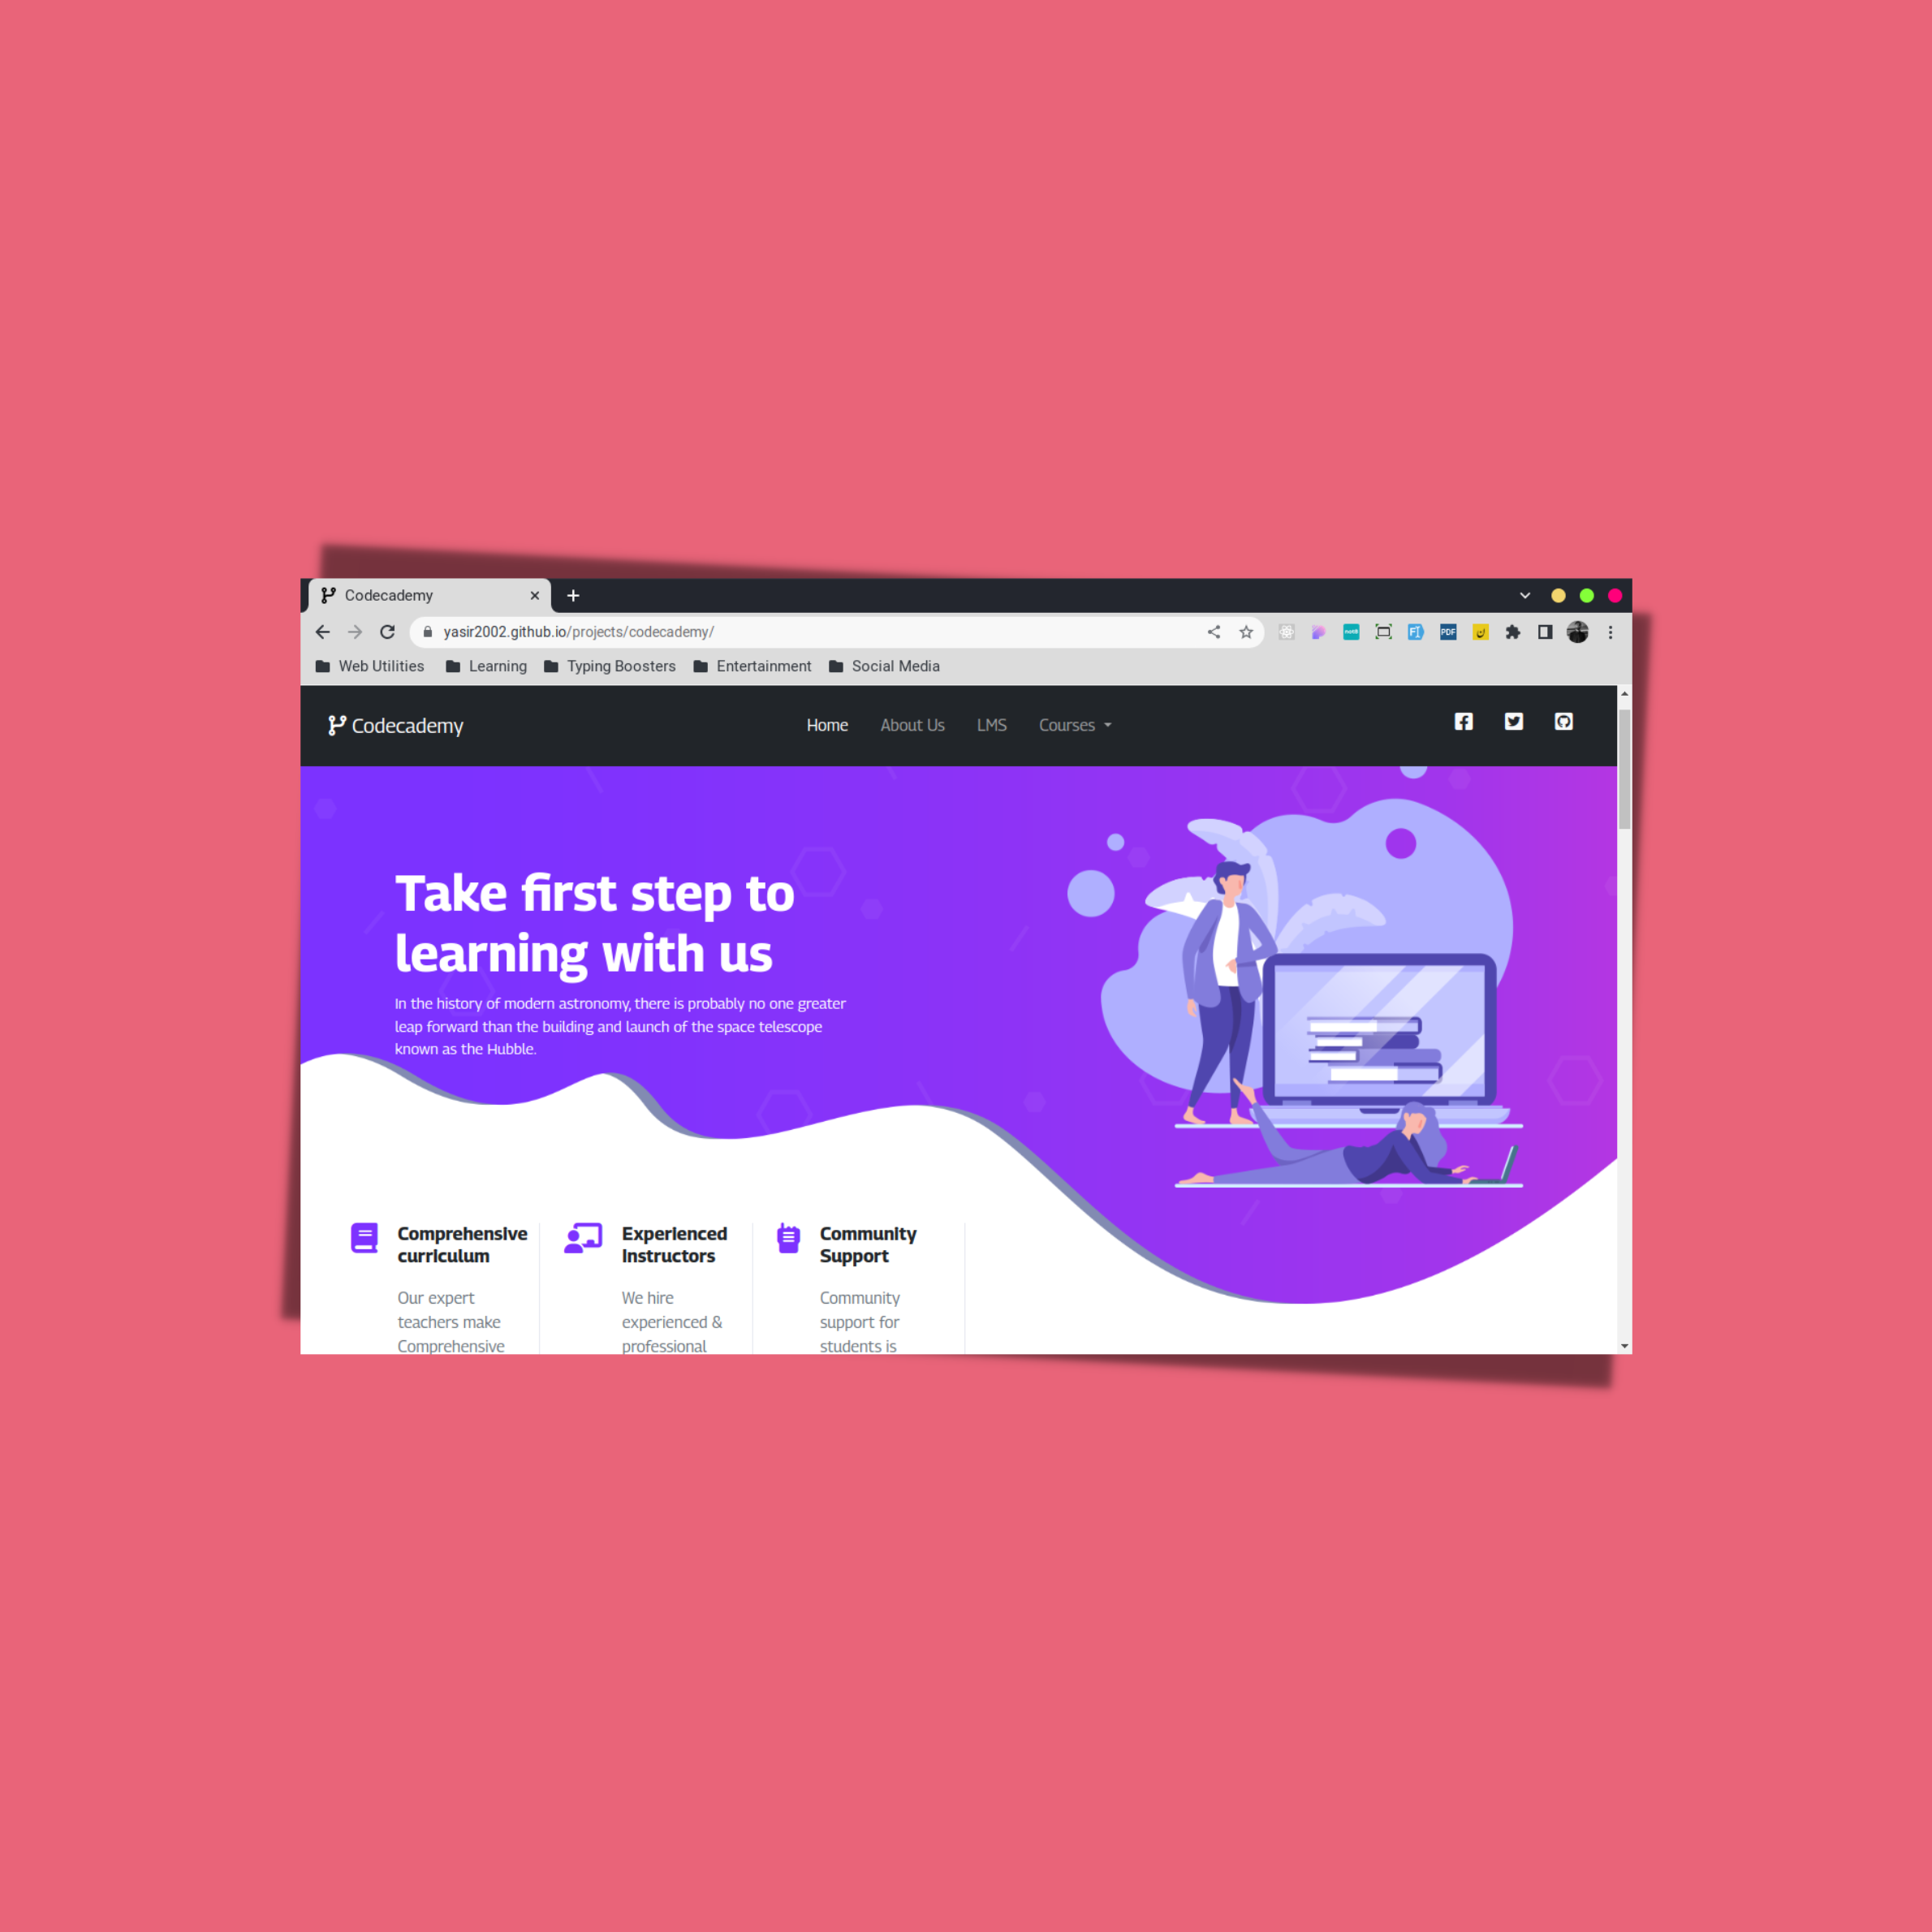 Codecademy
yasir2002.github.io/projects/codecademy/
Web Utilities Learning Typing Boosters Entertainment Social Media
Codecademy Home About Us LMS Courses
Take first step to
learning with us
In the history of modern astronomy, there is probably no one greater
leap forward than the building and launch of the space telescope
known as the Hubble.
Comprehensive
curriculum
Our expert
teachers make
Comprehensive
Experienced
Instructors
We hire
experienced &
professional
Community
Support
Community
support for
students is
PDF